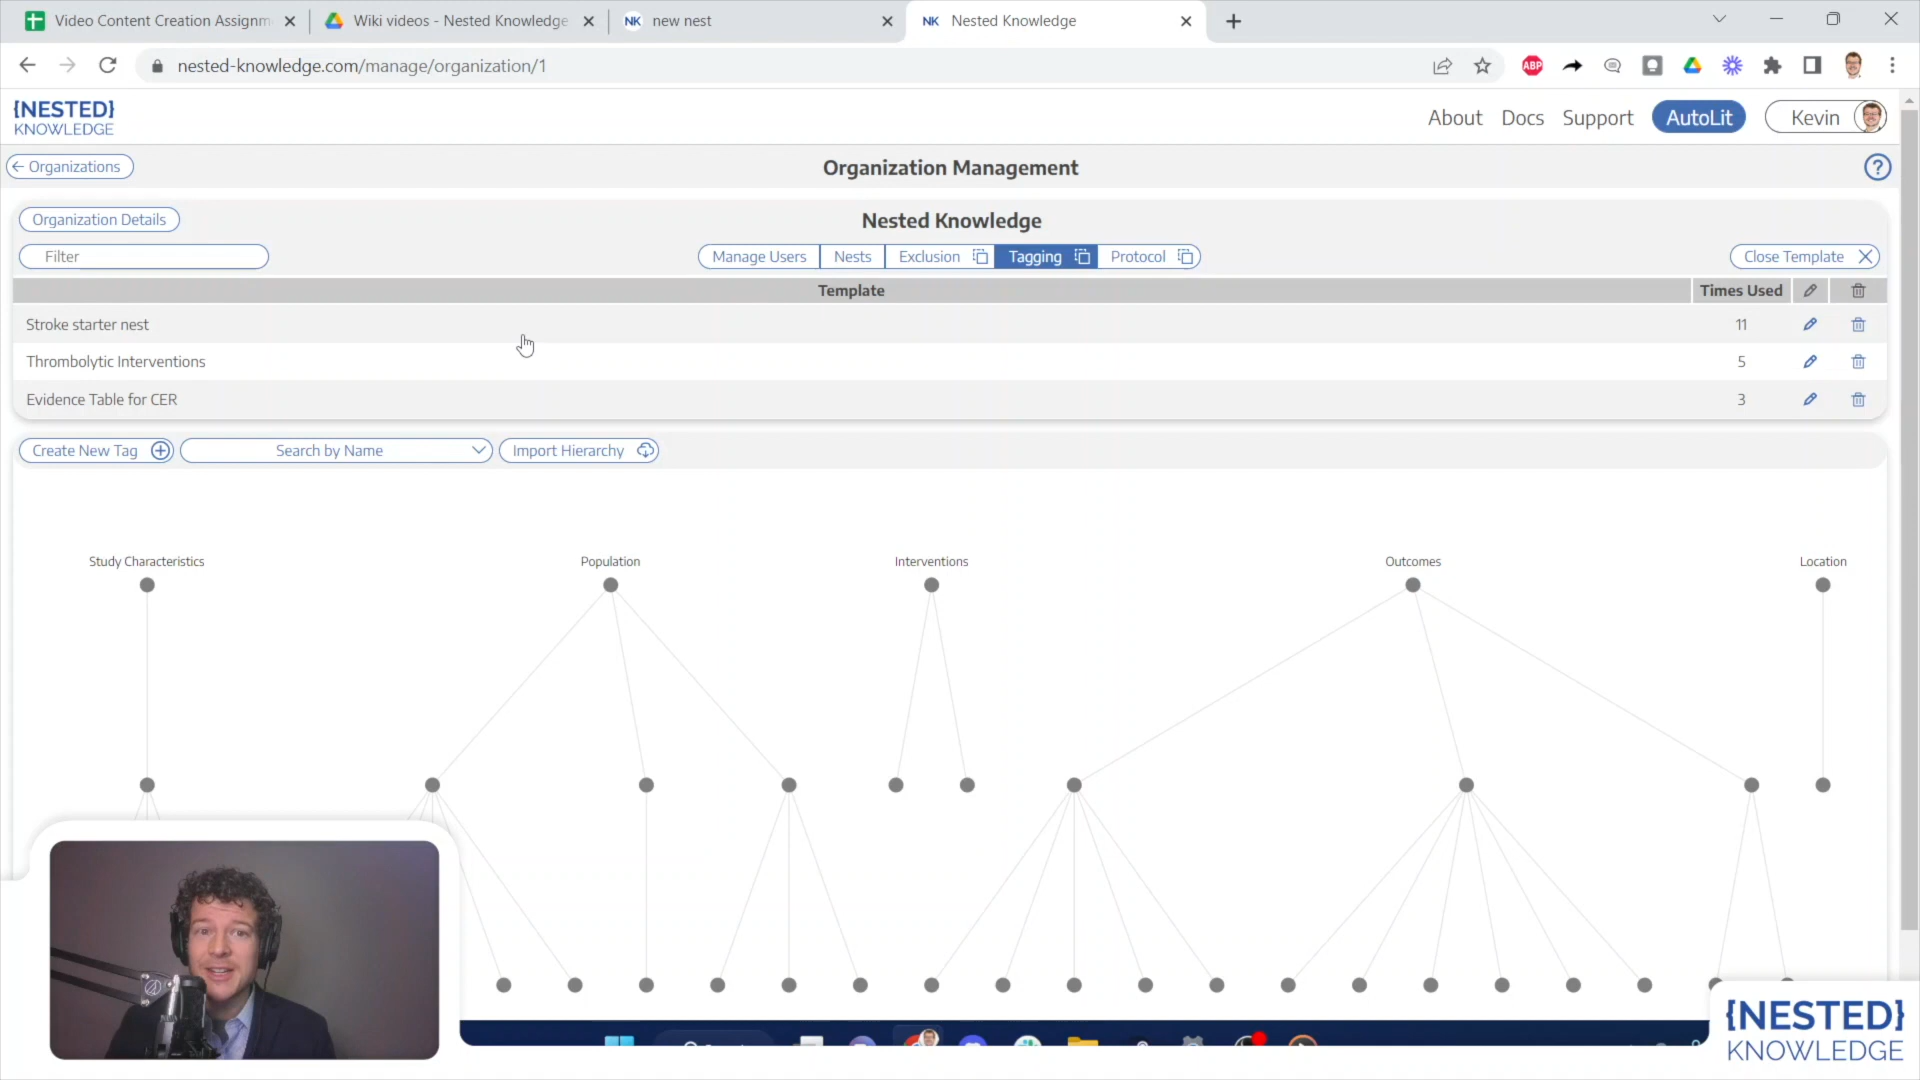 Video Content Creation Assignm
Wiki videos - Nested Knowledge
NK new nest
NK Nested Knowledge
nested-knowledge.com/manage/organization/1
ABP
{NESTED}
KNOWLEDGE
About Docs Support AutoLit Kevin
← Organizations
Organization Management
?
Organization Details
Nested Knowledge
Filter
Manage Users Nests Exclusion Tagging Protocol
Close Template
Template Times Used
Stroke starter nest 11
Thrombolytic Interventions 5
Evidence Table for CER 3
Create New Tag Search by Name Import Hierarchy
Study Characteristics Population Interventions Outcomes Location
{NESTED}
KNOWLEDGE